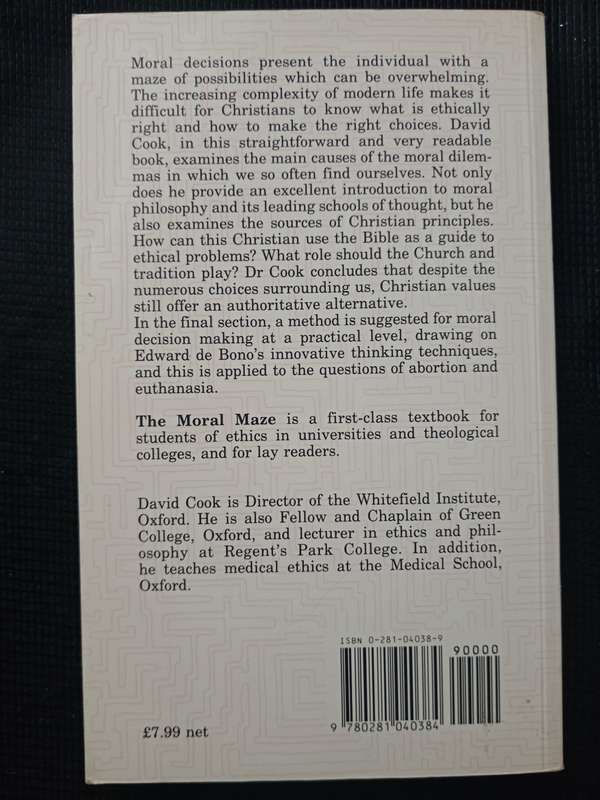 Moral decisions present the individual with a
maze of possibilities which can be overwhelming.
The increasing complexity of modern life makes it
difficult for Christians to know what is ethically
right and how to make the right choices. David
Cook, in this straightforward and very readable
book, examines the main causes of the moral dilem-
mas in which we so often find ourselves. Not only
does he provide an excellent introduction to moral
philosophy and its leading schools of thought, but he
also examines the sources of Christian principles.
How can this Christian use the Bible as a guide to
ethical problems? What role should the Church and
tradition play? Dr Cook concludes that despite the
numerous choices surrounding us, Christian values
still offer an authoritative alternative.
In the final section, a method is suggested for moral
decision making at a practical level, drawing on
Edward de Bono's innovative thinking techniques,
and this is applied to the questions of abortion and
euthanasia.
The Moral Maze is a first-class textbook for
students of ethics in universities and theological
colleges, and for lay readers.
David Cook is Director of the Whitefield Institute,
Oxford. He is also Fellow and Chaplain of Green
College, Oxford, and lecturer in ethics and phil-
osophy at Regent's Park College. In addition,
he teaches medical ethics at the Medical School,
Oxford.
ISBN 0-281-04038-9
90000
9 780281 040384
£7.99 net